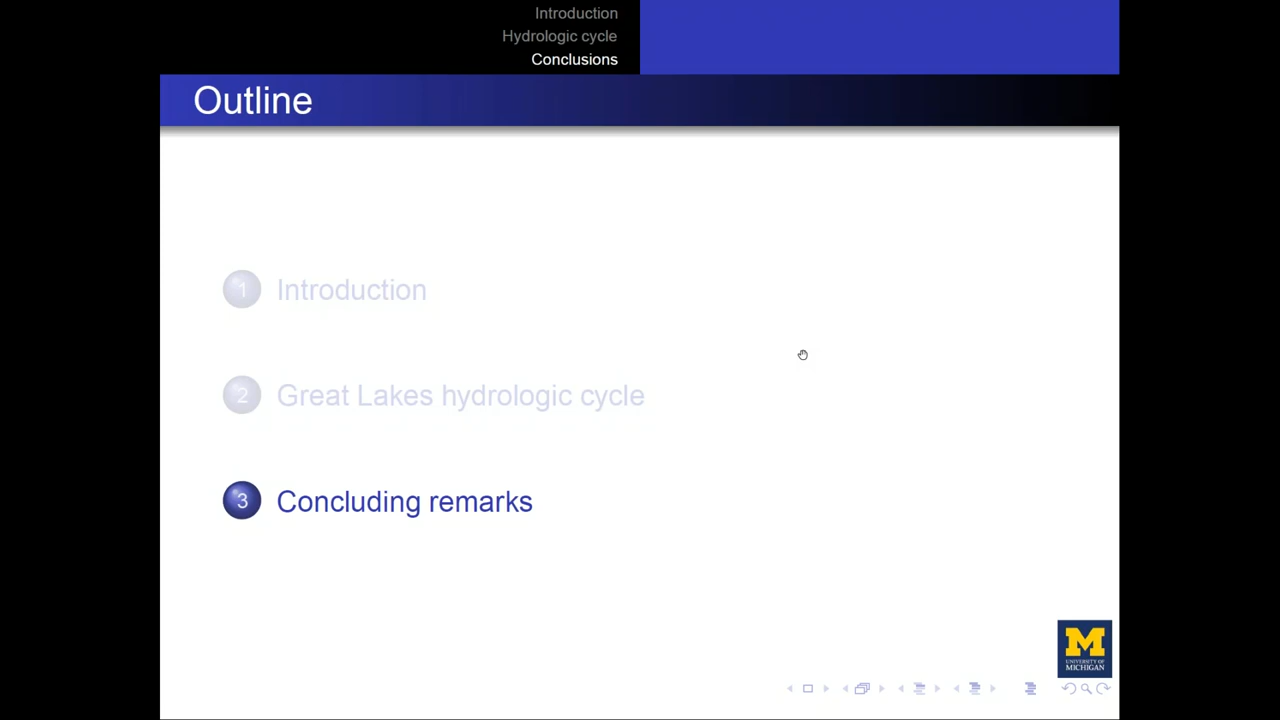 Introduction
Hydrologic cycle
Conclusions
Outline
1 Introduction
2 Great Lakes hydrologic cycle
3 Concluding remarks
M
UNIVERSITY OF
MICHIGAN